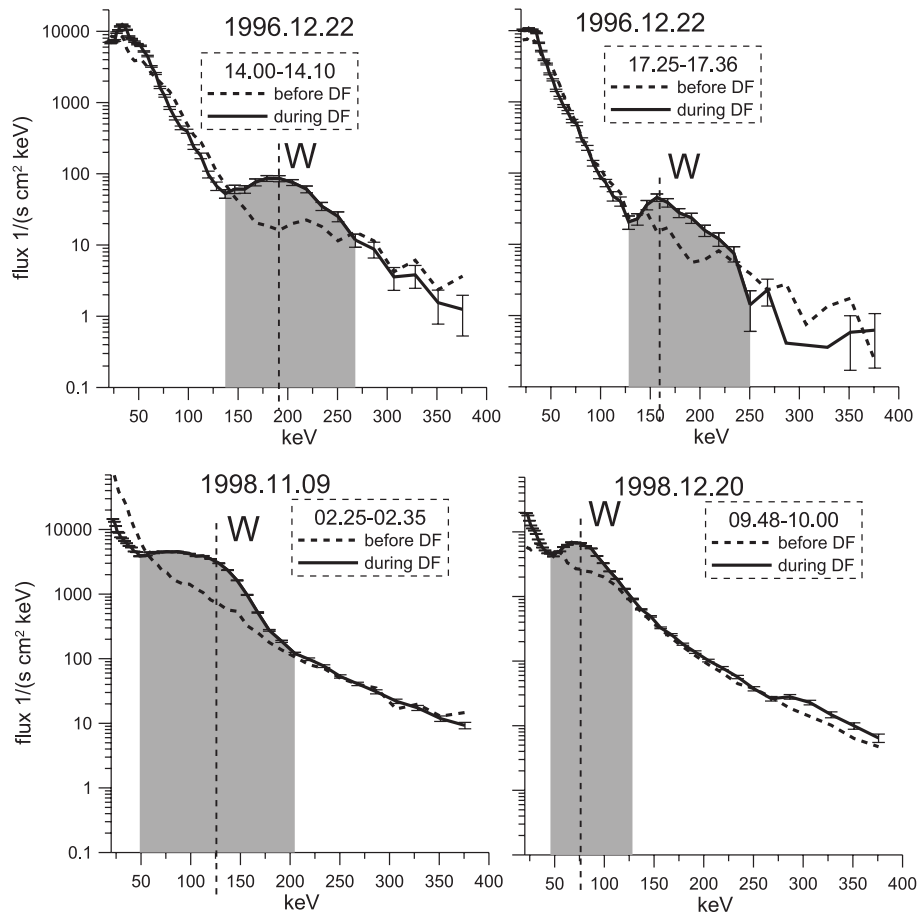 1996.12.22
14.00-14.10
before DF
during DF
W
flux 1/(s cm² keV)
10000
1000
100
10
1
0.1
50 100 150 200 250 300 350 400
keV
1996.12.22
17.25-17.36
before DF
during DF
W
50 100 150 200 250 300 350 400
keV
1998.11.09
02.25-02.35
before DF
during DF
W
flux 1/(s cm² keV)
10000
1000
100
10
1
0.1
50 100 150 200 250 300 350 400
keV
1998.12.20
09.48-10.00
before DF
during DF
W
50 100 150 200 250 300 350 400
keV